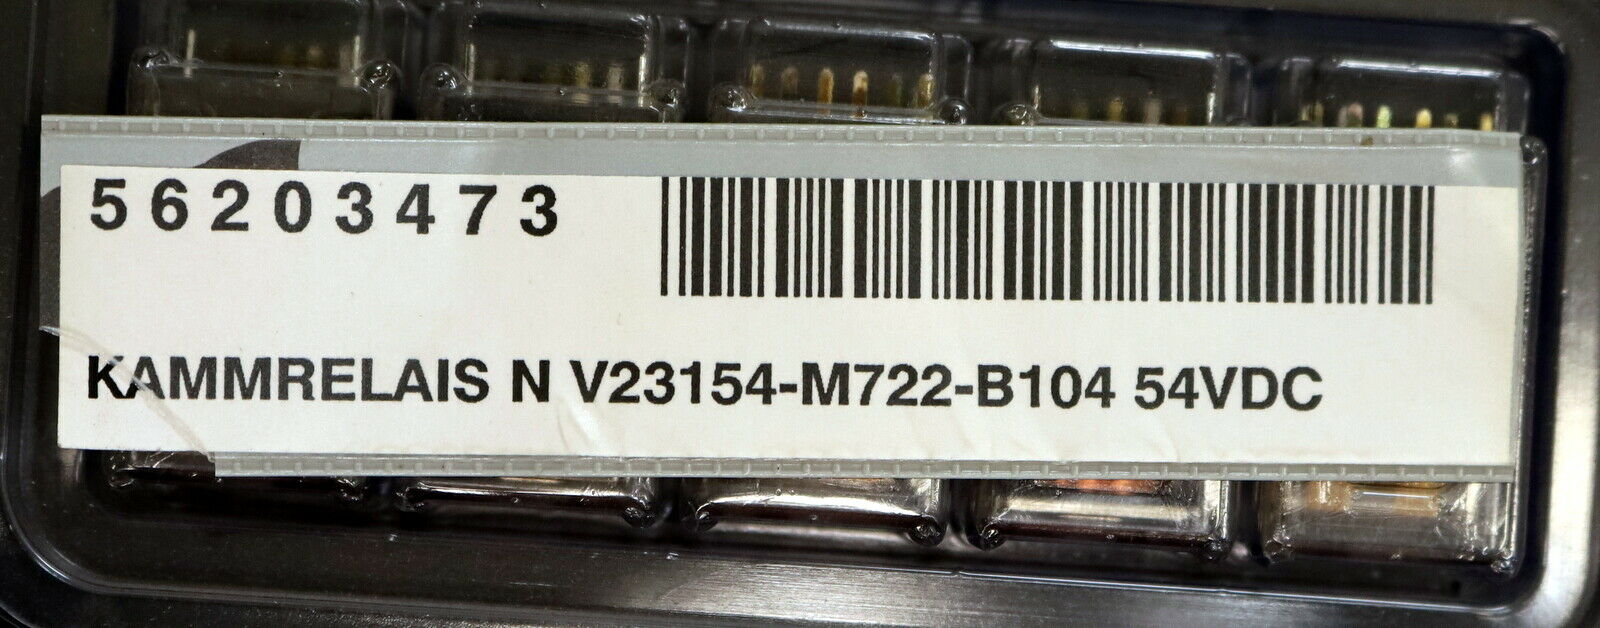 56203473
KAMMRELAIS N V23154-M722-B104 54VDC